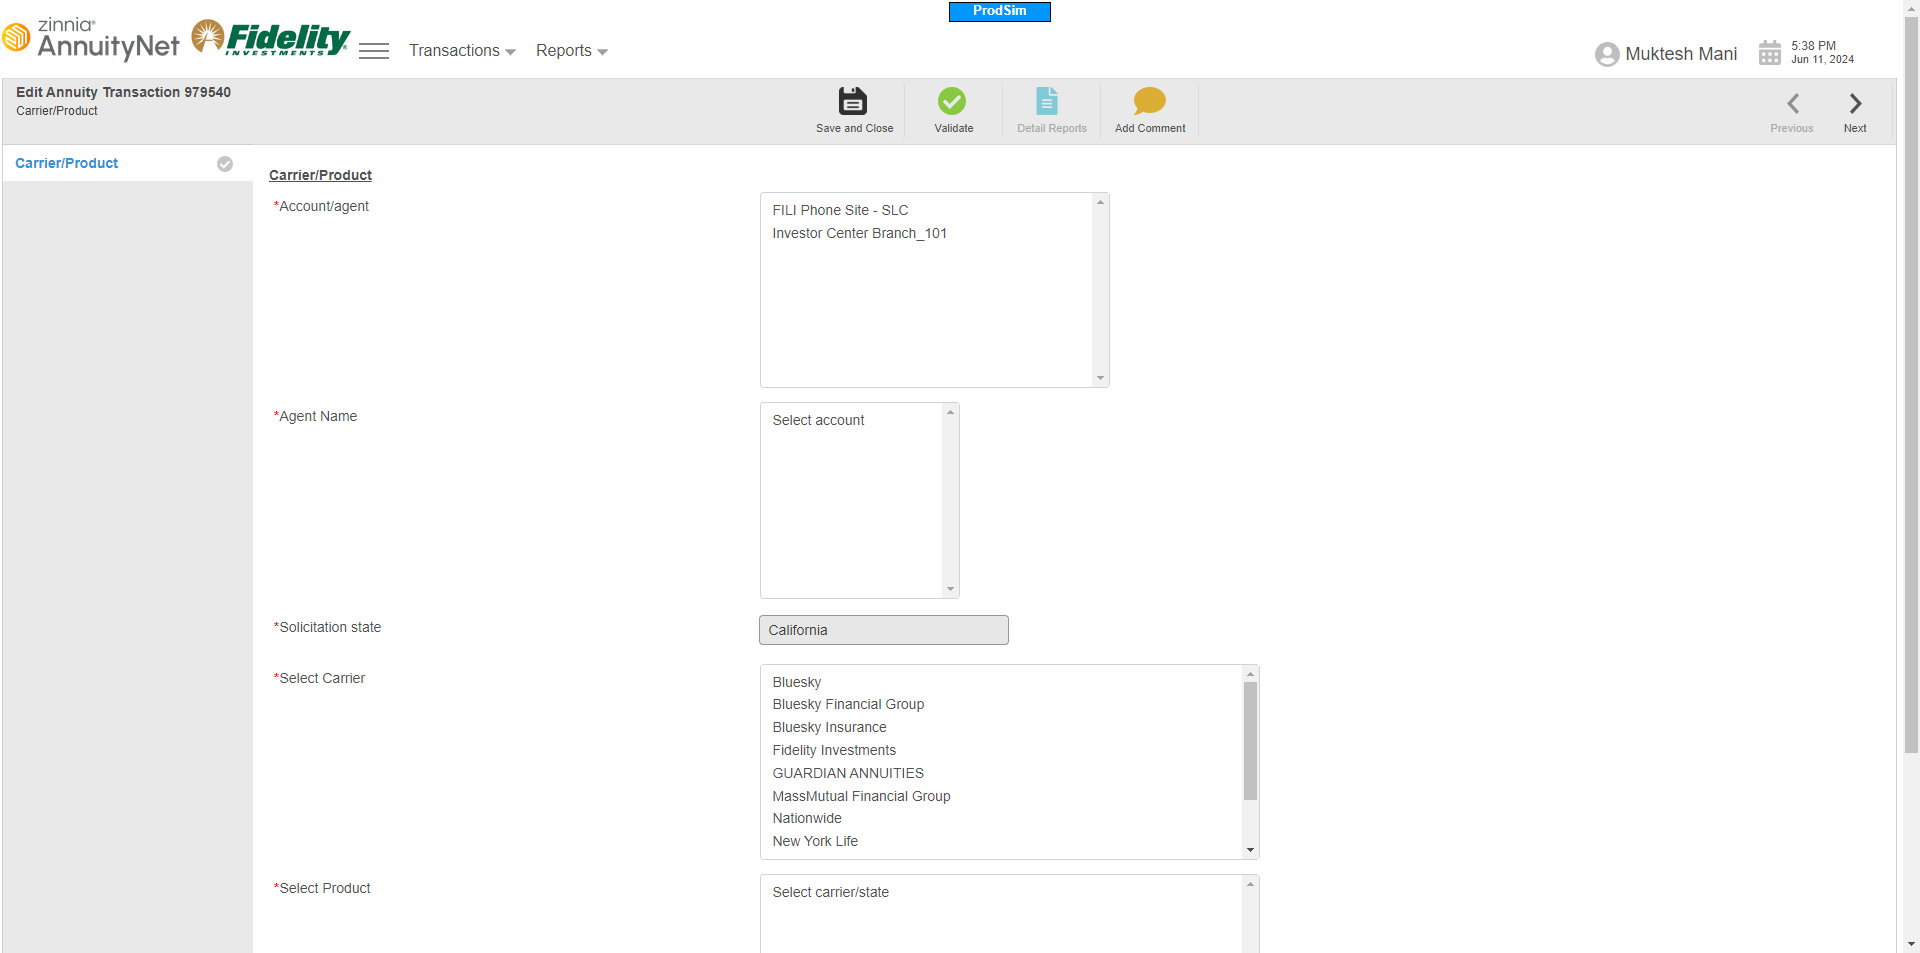 ProdSim
zinnia®
AnnuityNet
Fidelity
INVESTMENTS
Transactions
Reports
Muktesh Mani
5:38 PM
Jun 11, 2024
Edit Annuity Transaction 979540
Carrier/Product
Save and Close
Validate
Detail Reports
Add Comment
Previous
Next
Carrier/Product
Carrier/Product
*Account/agent
FILI Phone Site - SLC
Investor Center Branch_101
*Agent Name
Select account
*Solicitation state
California
*Select Carrier
Bluesky
Bluesky Financial Group
Bluesky Insurance
Fidelity Investments
GUARDIAN ANNUITIES
MassMutual Financial Group
Nationwide
New York Life
*Select Product
Select carrier/state